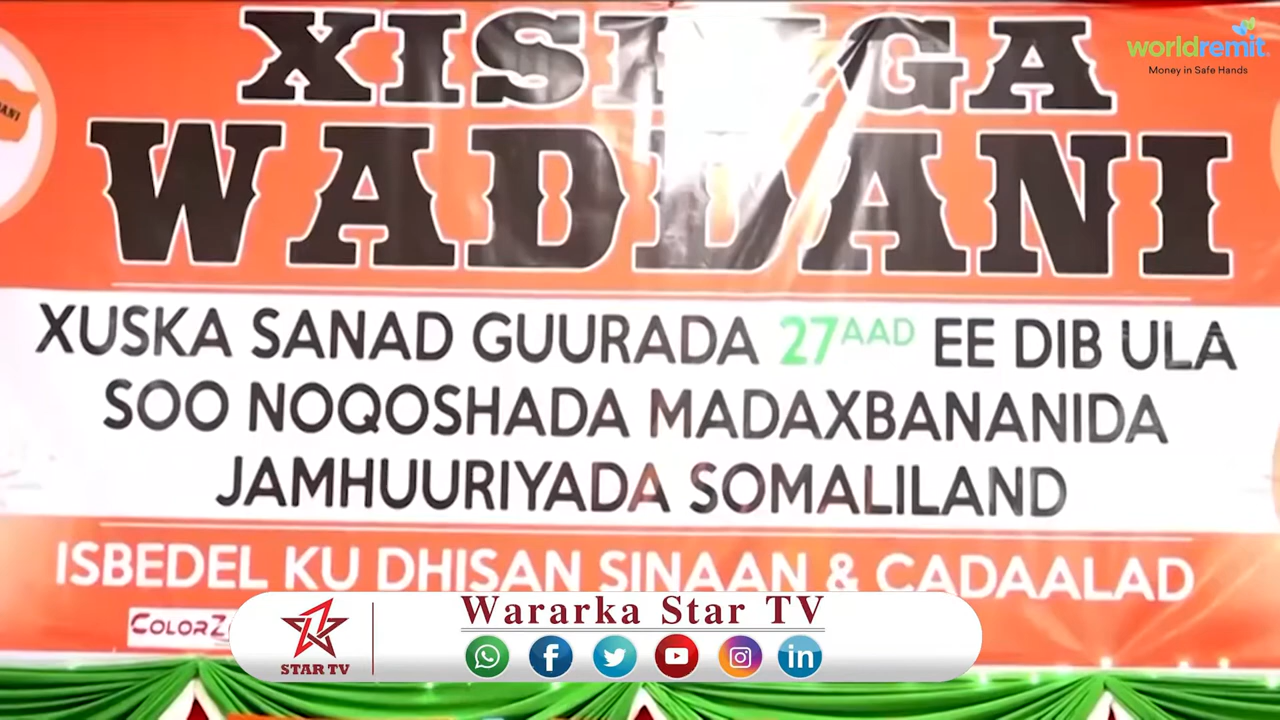 worldremit
Money in Safe Hands
WADDANI
XUSKA SANAD GUURADA 27AAD EE DIB ULA
SOO NOQOSHADA MADAXBANANIDA
JAMHUURIYADA SOMALILAND
ISBEDEL KU DHISAN SINAAN & CADAALAD
Wararka Star TV
STAR TV